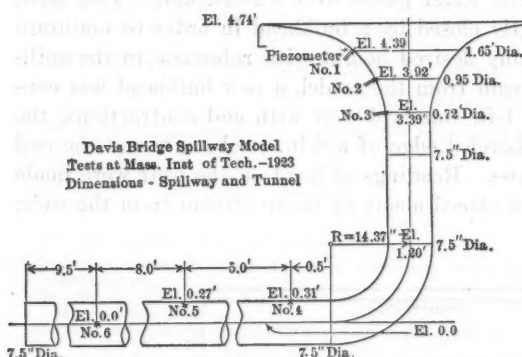 El. 4.74'
El. 4.39
1.65' Dia.
Piezometer
No.1
El. 3.92'
0.95 Dia.
No.2
No.3
El.
3.39'
0.72' Dia.
Davis Bridge Spillway Model
Tests at Mass. Inst of Tech.-1923
Dimensions - Spillway and Tunnel
7.5" Dia.
R=14.37"
El.
1.20'
7.5" Dia.
9.5'
8.0'
5.0'
0.5'
El. 0.27'
El. 0.31'
El. 0.0'
No.5
No.4
No.6
El. 0.0
7.5" Dia.
7.5" Dia.